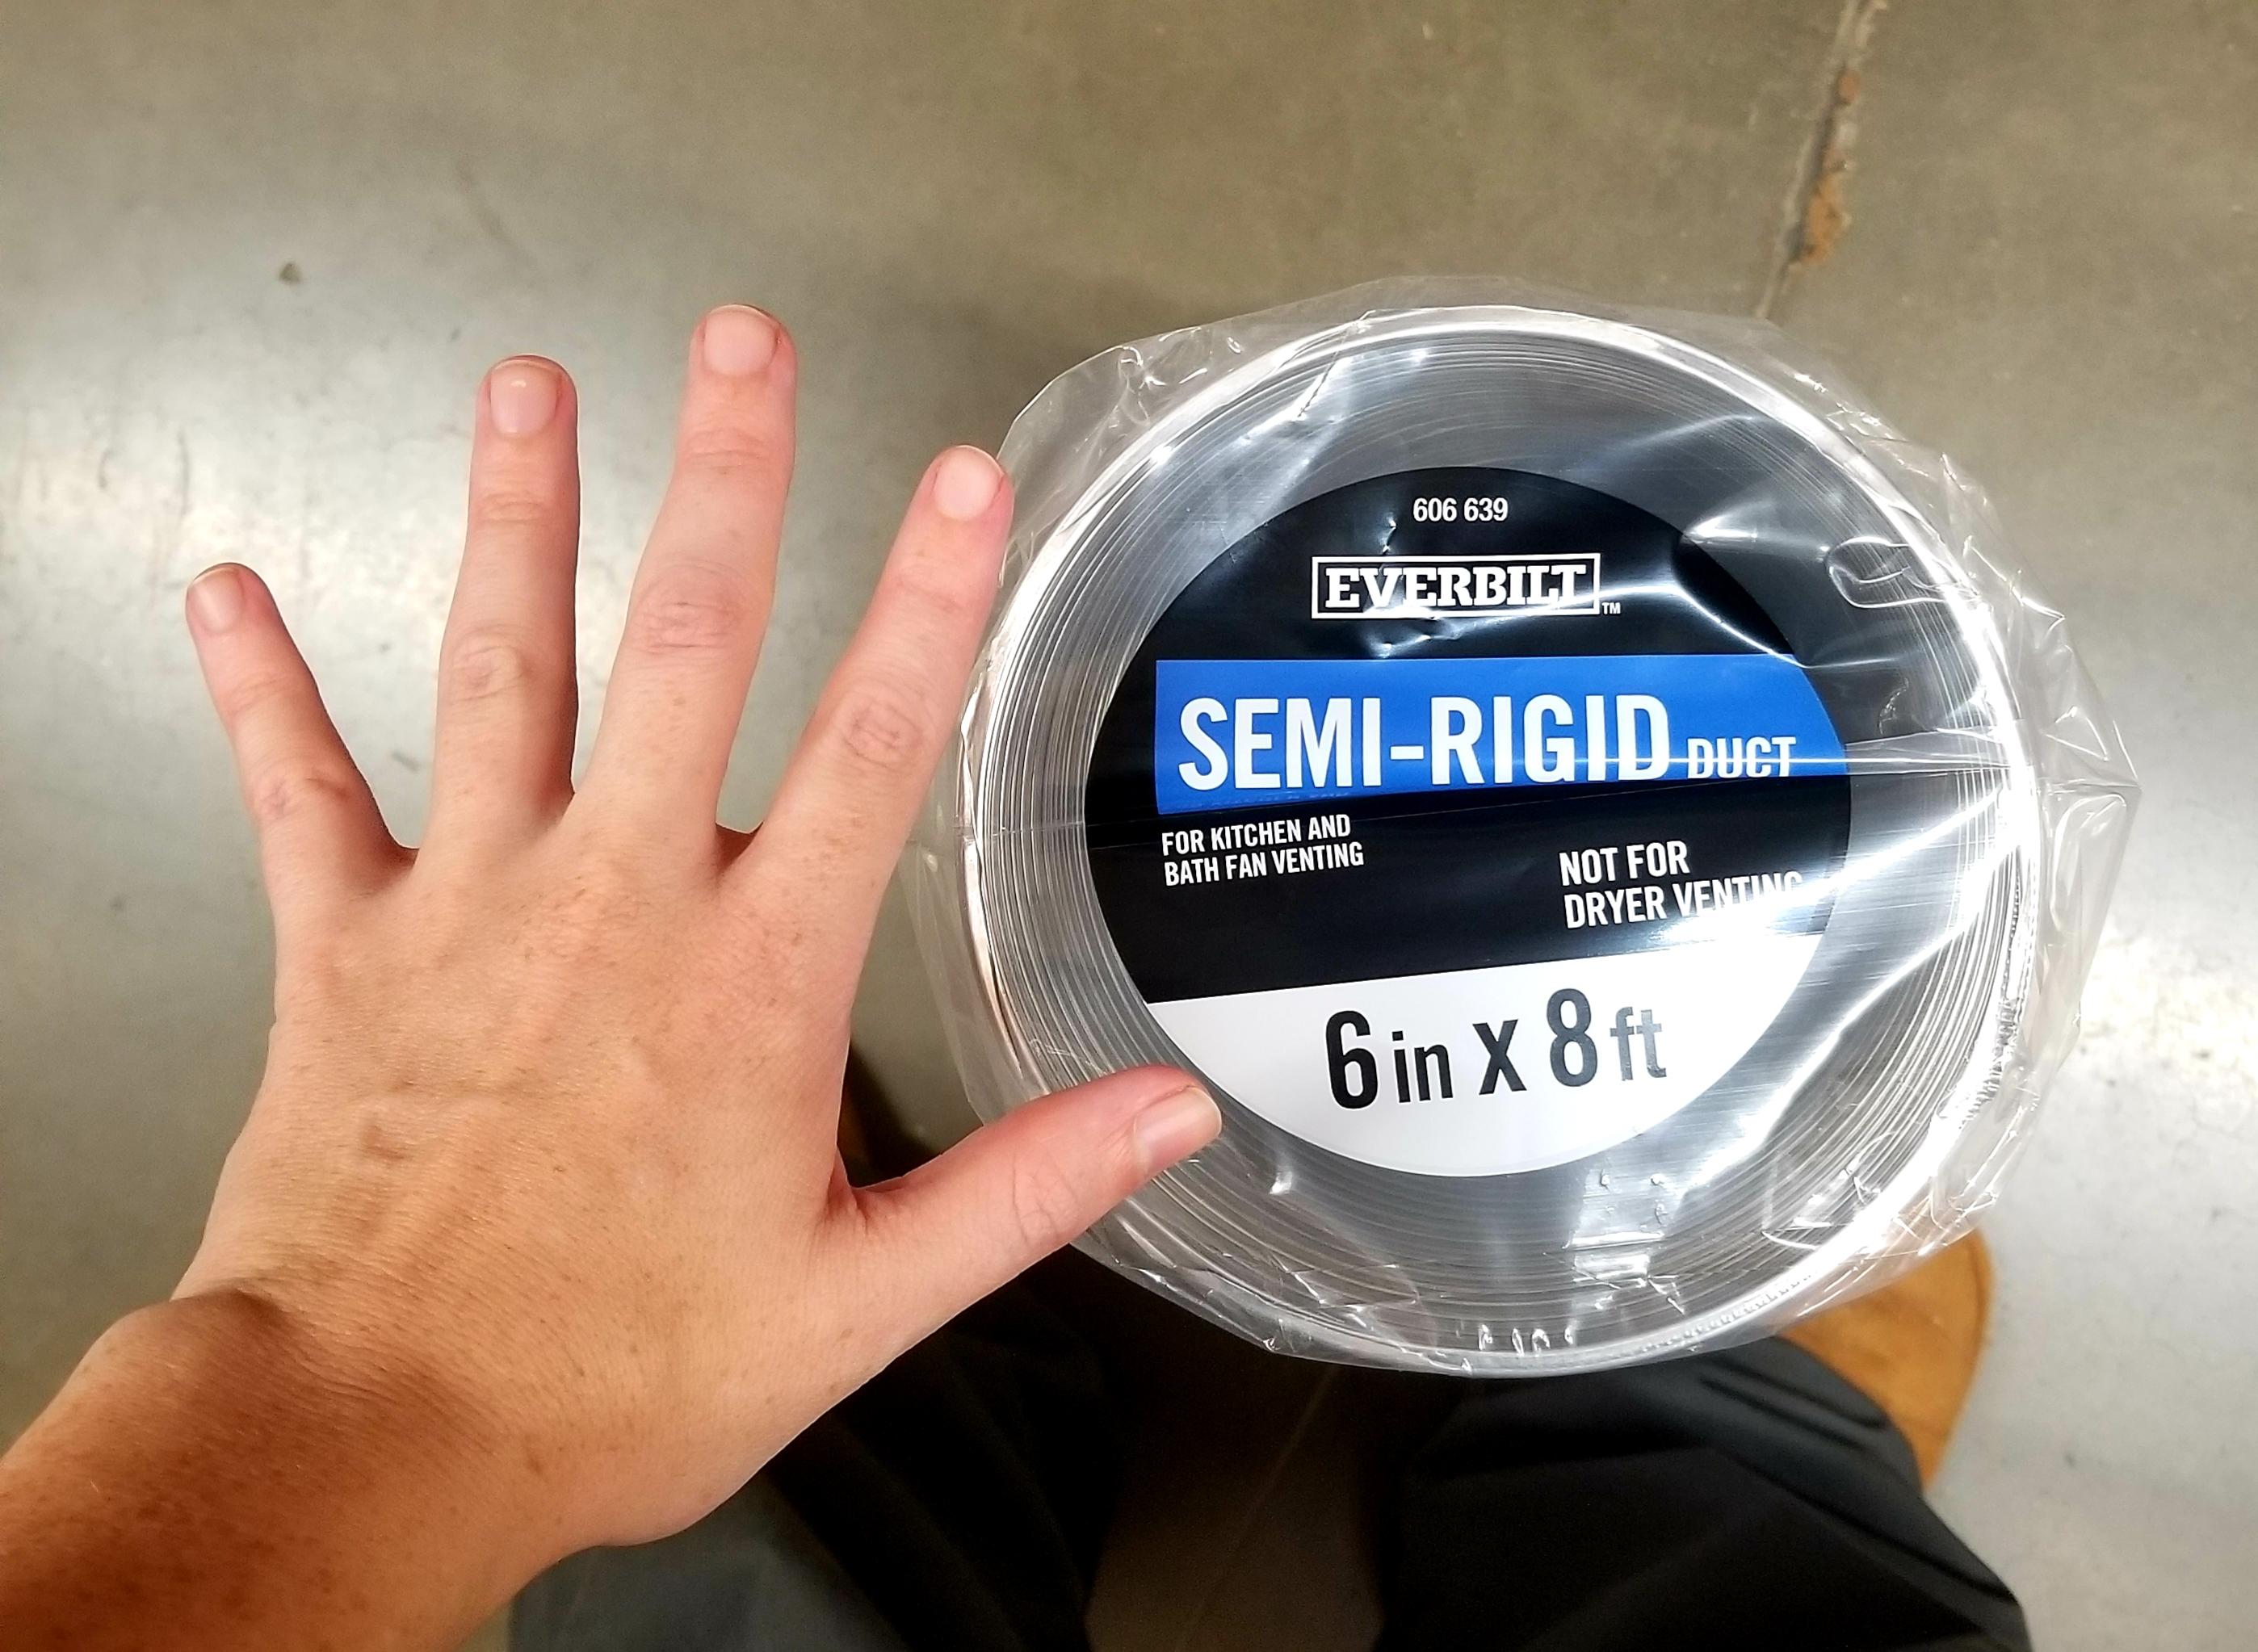 606 639
EVERBILT™
SEMI-RIGID DUCT
FOR KITCHEN AND
BATH FAN VENTING
NOT FOR
DRYER VENTING
6 in x 8 ft